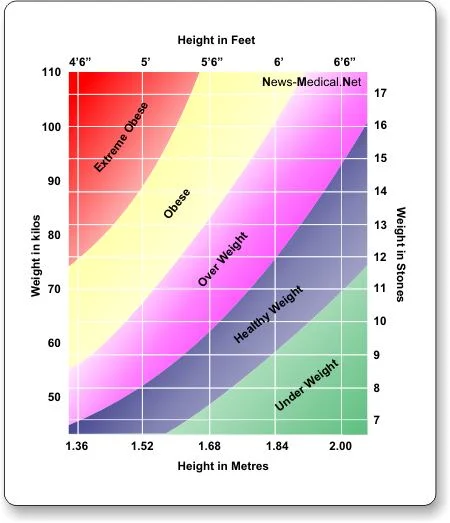 Height in Feet
4'6’’ 5' 5'6’’ 6' 6'6’’
News-Medical.Net
110
100
90
80
70
60
50
Weight in kilos
17
16
15
14
13
12
11
10
9
8
7
Weight in Stones
Extreme Obese
Obese
Over Weight
Healthy Weight
Under Weight
1.36 1.52 1.68 1.84 2.00
Height in Metres